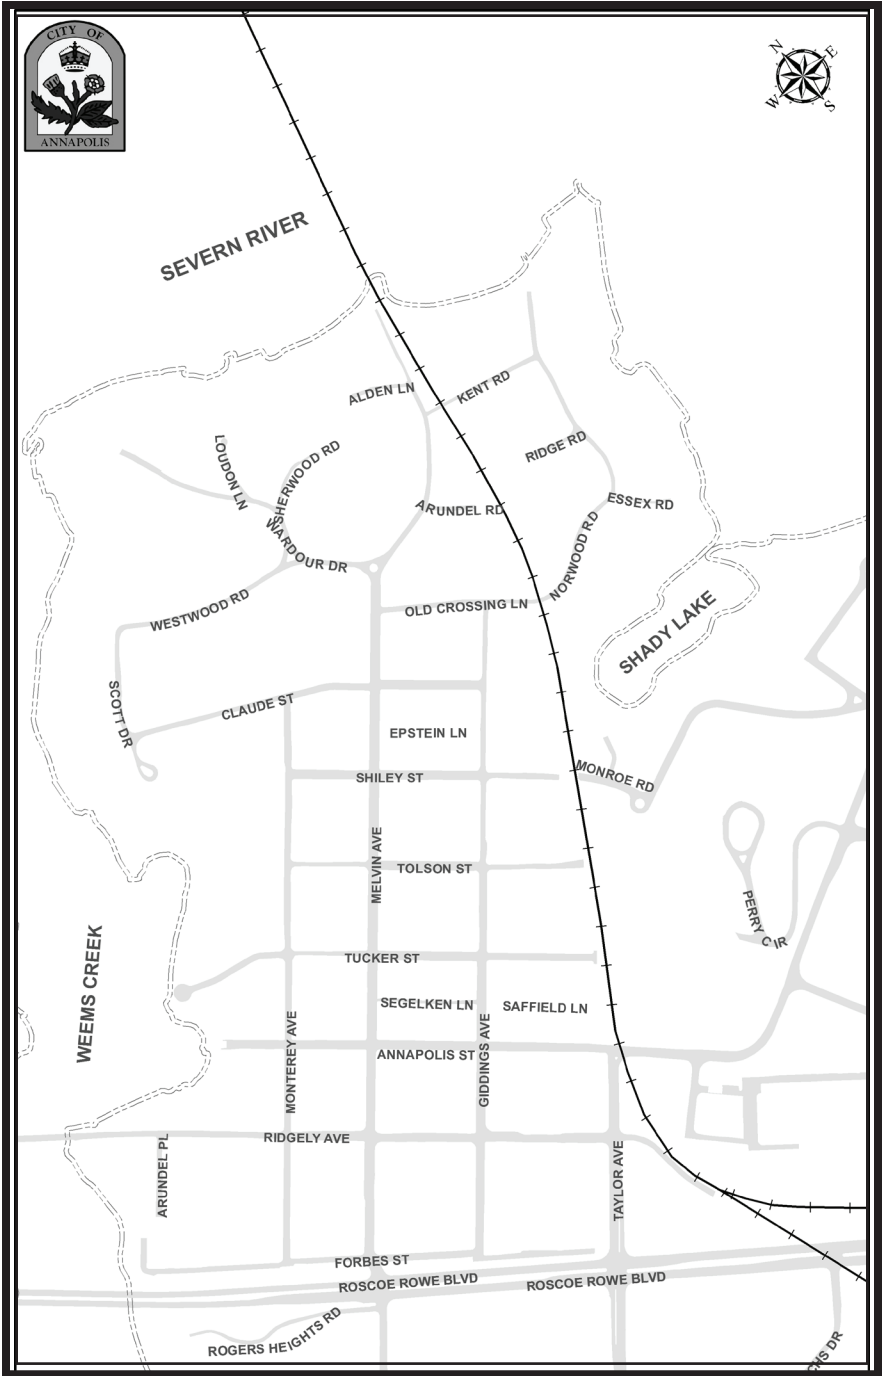 CITY OF
ANNAPOLIS
N
E
W
S
SEVERN RIVER
ALDEN LN
KENT RD
LOUDON LN
SHERWOOD RD
RIDGE RD
ARUNDEL RD
ESSEX RD
WARDOUR DR
NORWOOD RD
WESTWOOD RD
OLD CROSSING LN
SHADY LAKE
SCOTT DR
CLAUDE ST
EPSTEIN LN
SHILEY ST
MONROE RD
MELVIN AVE
TOLSON ST
PERRY CIR
WEEMS CREEK
TUCKER ST
SEGELKEN LN
SAFFIELD LN
MONTEREY AVE
GIDDINGS AVE
ANNAPOLIS ST
RIDGELY AVE
ARUNDEL PL
TAYLOR AVE
FORBES ST
ROSCOE ROWE BLVD
ROSCOE ROWE BLVD
ROGERS HEIGHTS RD
CHS DR